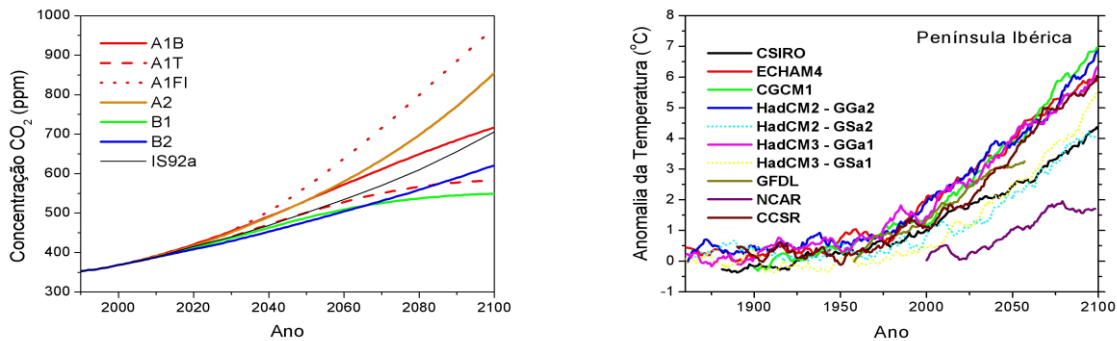 Concentração CO2 (ppm)
1000
900
800
700
600
500
400
300
A1B
A1T
A1FI
A2
B1
B2
IS92a
2000
2020
2040
2060
2080
2100
Ano
Anomalia da Temperatura (°C)
8
7
6
5
4
3
2
1
0
-1
Península Ibérica
CSIRO
ECHAM4
CGCM1
HadCM2 - GGa2
HadCM2 - GSa2
HadCM3 - GGa1
HadCM3 - GSa1
GFDL
NCAR
CCSR
1900
1950
2000
2050
2100
Ano